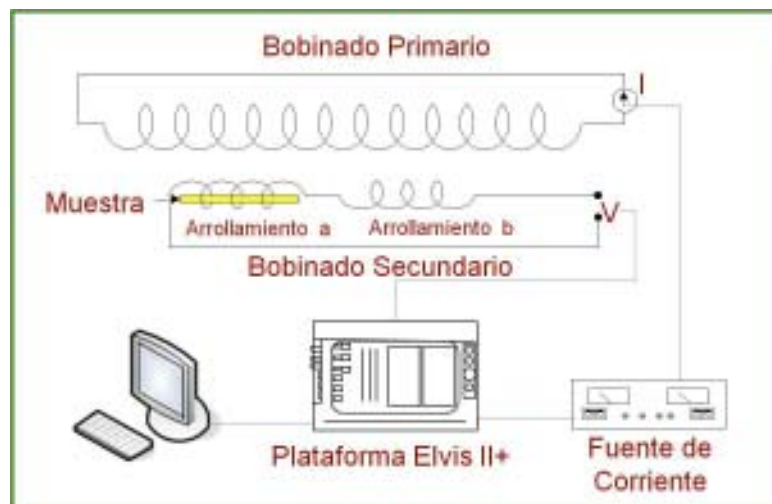 Bobinado Primario
I
Muestra
V
Arrollamiento a
Arrollamiento b
Bobinado Secundario
Plataforma Elvis II+
Fuente de
Corriente